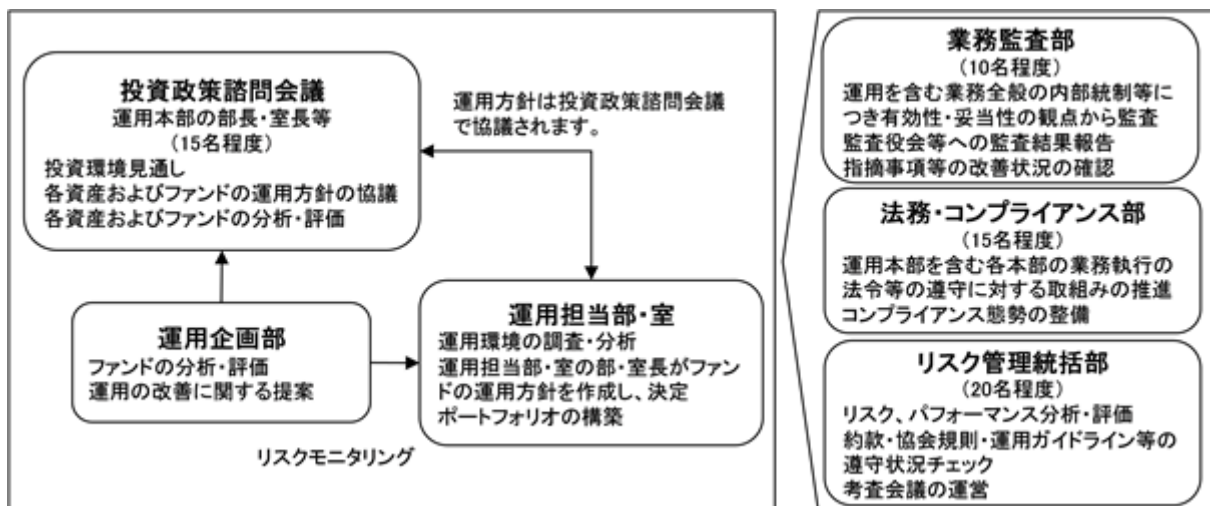 投資政策諮問会議
運用本部の部長・室長等
(15名程度)
投資環境見通し
各資産およびファンドの運用方針の協議
各資産およびファンドの分析・評価
運用方針は投資政策諮問会議
で協議されます。
運用企画部
ファンドの分析・評価
運用の改善に関する提案
運用担当部・室
運用環境の調査・分析
運用担当部・室の部・室長がファン
ドの運用方針を作成し、決定
ポートフォリオの構築
リスクモニタリング
業務監査部
(10名程度)
運用を含む業務全般の内部統制等に
つき有効性・妥当性の観点から監査
監査役会等への監査結果報告
指摘事項等の改善状況の確認
法務・コンプライアンス部
(15名程度)
運用本部を含む各本部の業務執行の
法令等の遵守に対する取組みの推進
コンプライアンス態勢の整備
リスク管理統括部
(20名程度)
リスク、パフォーマンス分析・評価
約款・協会規則・運用ガイドライン等の
遵守状況チェック
考査会議の運営